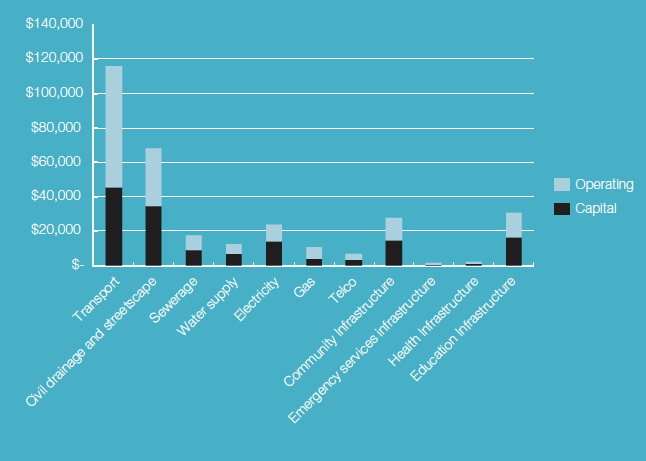 $140,000
$120,000
$100,000
$80,000
$60,000
$40,000
$20,000
$-
Transport
Civil drainage and streetscape
Sewerage
Water supply
Electricity
Gas
Telco
Community Infrastructure
Emergency services infrastructure
Health Infrastructure
Education Infrastructure
Operating
Capital